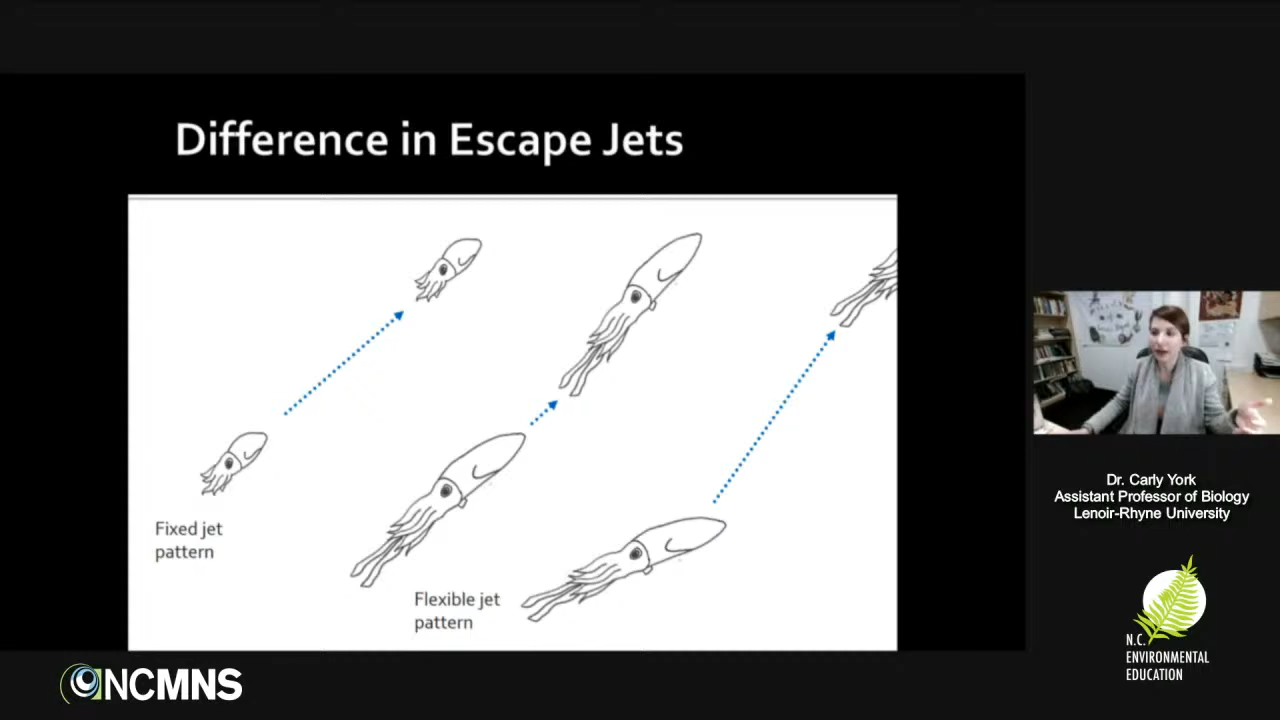 Difference in Escape Jets
Fixed jet
pattern
Flexible jet
pattern
Dr. Carly York
Assistant Professor of Biology
Lenoir-Rhyne University
N.C.
ENVIRONMENTAL
EDUCATION
NCMNS